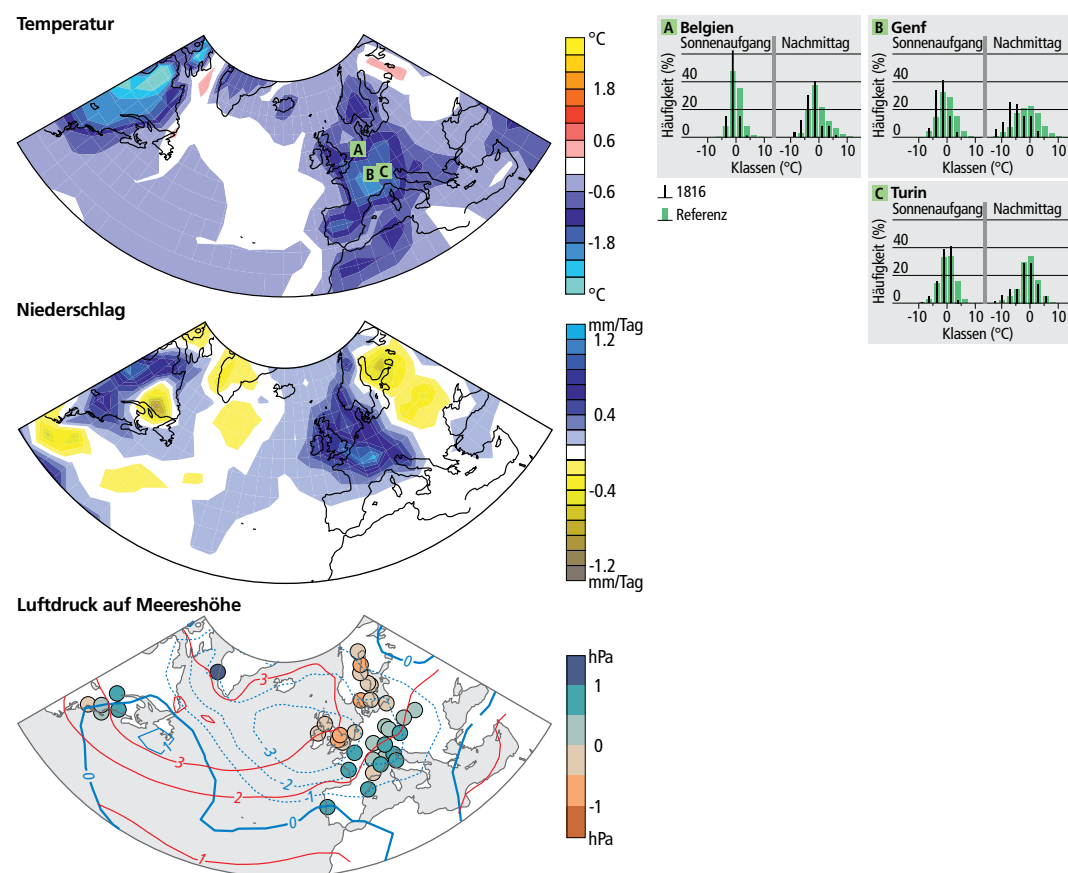 Temperatur
°C
1.8
0.6
-0.6
-1.8
°C
A
B C
Niederschlag
mm/Tag
1.2
0.4
-0.4
-1.2
mm/Tag
Luftdruck auf Meereshöhe
hPa
1
0
-1
hPa
0
3
-1
-3
3
-2
2
-1
0
0
1
A Belgien
Sonnenaufgang Nachmittag
Häufigkeit (%)
40
20
0
-10 0 10 -10 0 10
Klassen (°C)
1816
Referenz
B Genf
Sonnenaufgang Nachmittag
Häufigkeit (%)
40
20
0
-10 0 10 -10 0 10
Klassen (°C)
C Turin
Sonnenaufgang Nachmittag
Häufigkeit (%)
40
20
0
-10 0 10 -10 0 10
Klassen (°C)